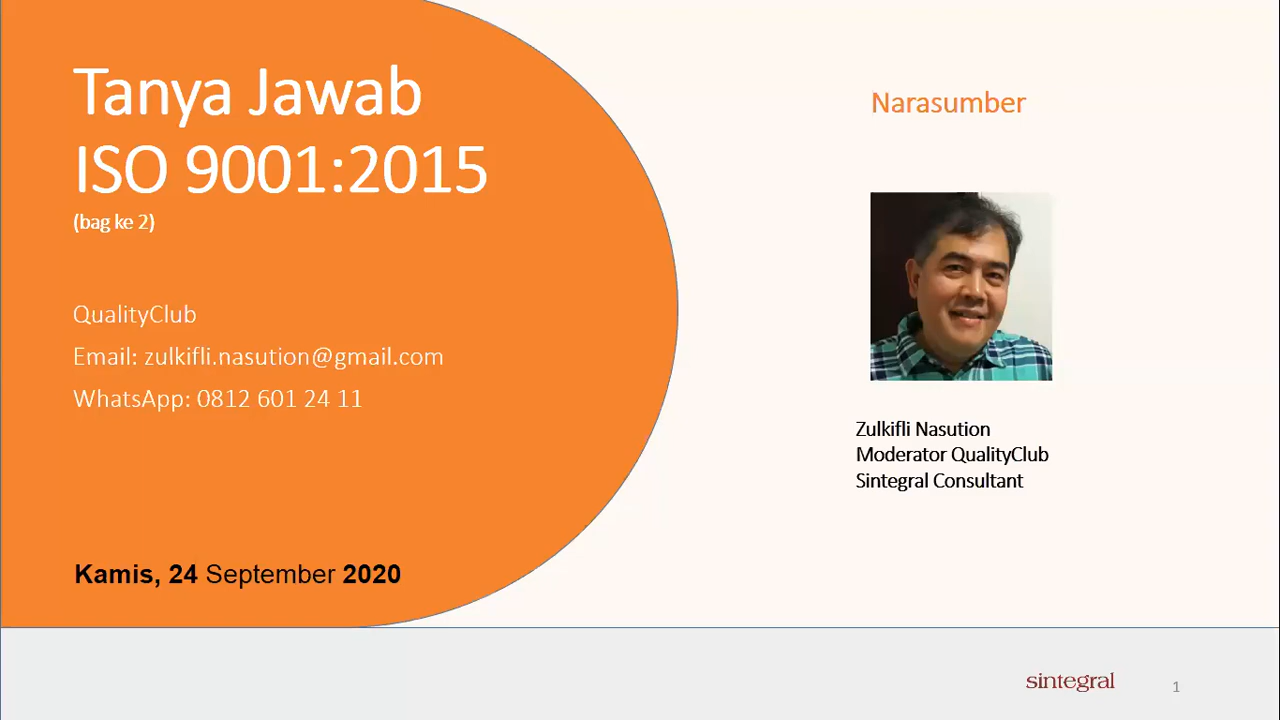 Tanya Jawab
ISO 9001:2015
(bag ke 2)
QualityClub
Email: zulkifli.nasution@gmail.com
WhatsApp: 0812 601 24 11
Kamis, 24 September 2020
Narasumber
Zulkifli Nasution
Moderator QualityClub
Sintegral Consultant
sintegral
1